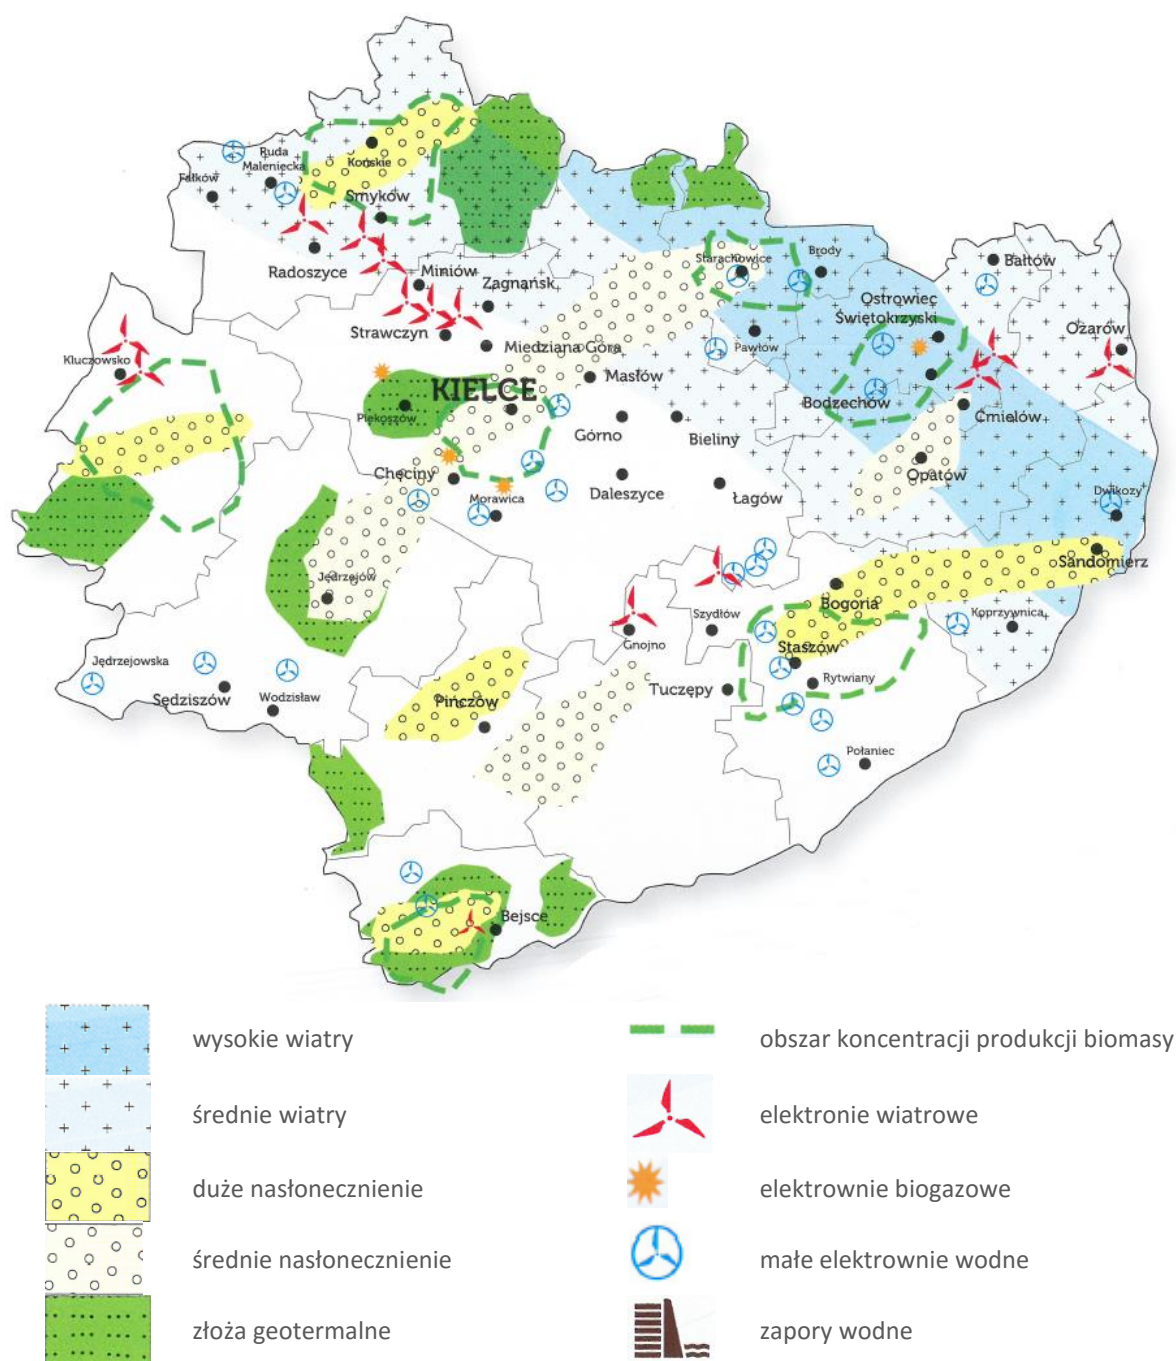 Ruda
Maleniecka
Końskie
Fałków
Smyków
Radoszyce
Miniów
Zagnańsk
Starachowice
Brody
Bałtów
Ostrowiec
Świętokrzyski
Ożarów
Strawczyn
Miedziana Góra
Pawłów
Kluczowsko
KIELCE
Masłów
Piekoszów
Bodzechów
Ćmielów
Górno
Bieliny
Chęciny
Opatów
Morawica
Daleszyce
Łagów
Dwikozy
Sandomierz
Jędrzejów
Bogoria
Szydłów
Koprzywnica
Gnojno
Staszów
Jędrzejowska
Rytwiany
Sędziszów
Wodzisław
Pińczów
Tuczępy
Połaniec
Bejsce
wysokie wiatry
obszar koncentracji produkcji biomasy
średnie wiatry
elektronie wiatrowe
duże nasłonecznienie
elektrownie biogazowe
średnie nasłonecznienie
małe elektrownie wodne
złoża geotermalne
zapory wodne